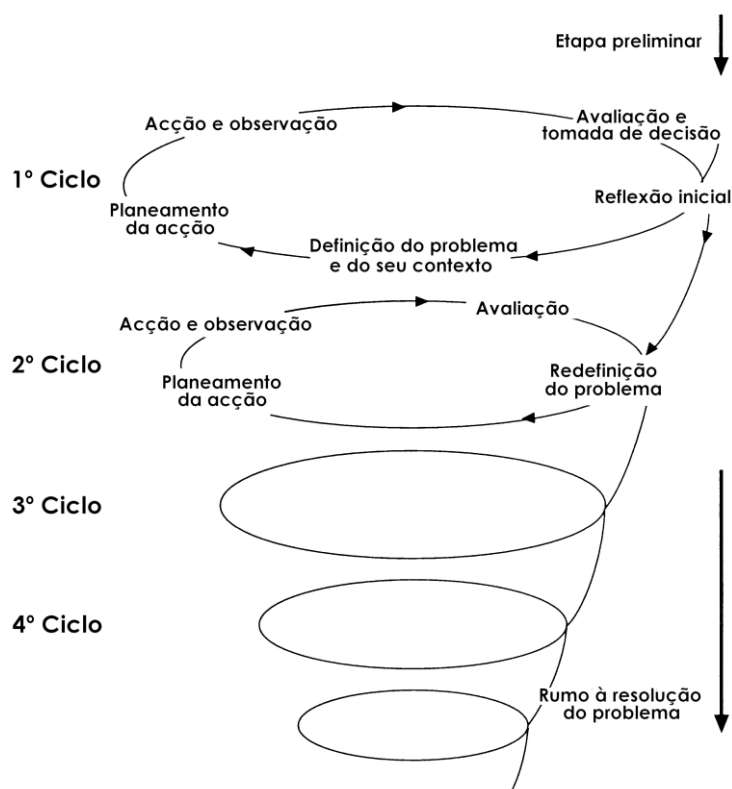 Etapa preliminar
Acção e observação
Avaliação e
tomada de decisão
1º Ciclo
Reflexão inicial
Planeamento
da acção
Definição do problema
e do seu contexto
Acção e observação
Avaliação
2º Ciclo
Redefinição
do problema
Planeamento
da acção
3º Ciclo
4º Ciclo
Rumo à resolução
do problema